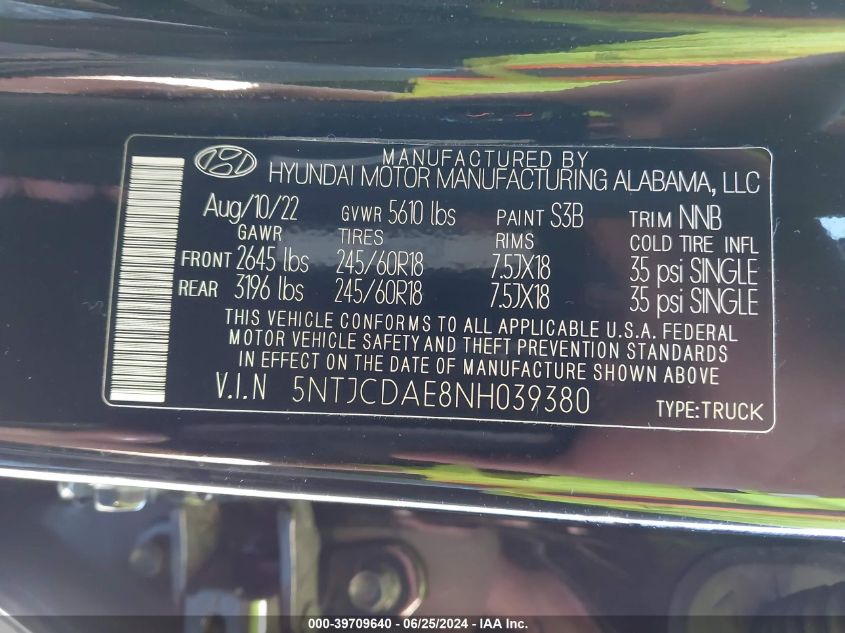 MANUFACTURED BY
HYUNDAI MOTOR MANUFACTURING ALABAMA, LLC
Aug/10/22 GVWR 5610 lbs PAINT S3B TRIM NNB
GAWR TIRES RIMS COLD TIRE INFL
FRONT 2645 lbs 245/60R18 7.5JX18 35 psi SINGLE
REAR 3196 lbs 245/60R18 7.5JX18 35 psi SINGLE
THIS VEHICLE CONFORMS TO ALL APPLICABLE U.S.A. FEDERAL
MOTOR VEHICLE SAFETY AND THEFT PREVENTION STANDARDS
IN EFFECT ON THE DATE OF MANUFACTURE SHOWN ABOVE
V.I.N 5NTJCDAE8NH039380 TYPE:TRUCK
000-39709640 - 06/25/2024 - IAA Inc.